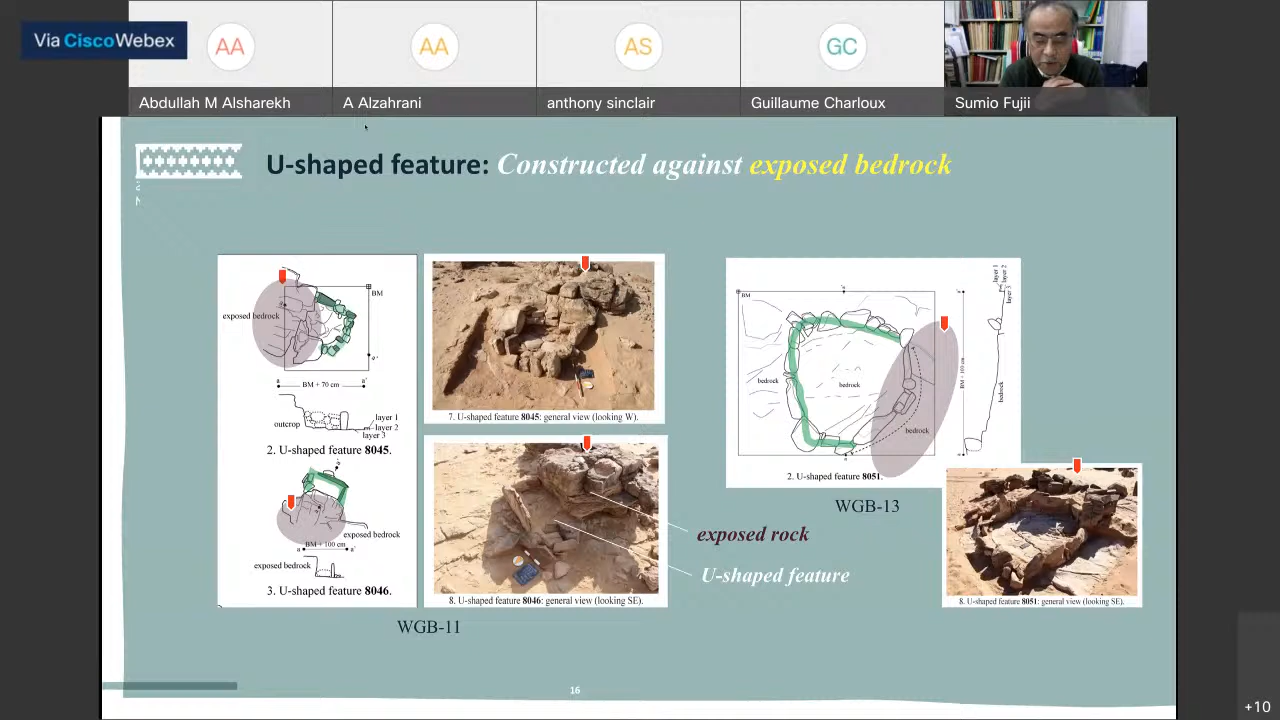 Via Cisco Webex
AA
AA
AS
GC
Abdullah M Alsharekh
A Alzahrani
anthony sinclair
Guillaume Charloux
Sumio Fujii
U-shaped feature: Constructed against exposed bedrock
BM
exposed bedrock
a
a'
a
a'
BM + 70 cm
outcrop
layer 1
layer 2
layer 3
2. U-shaped feature 8045.
exposed bedrock
a
a'
BM + 100 cm
exposed bedrock
3. U-shaped feature 8046.
7. U-shaped feature 8045: general view (looking W).
8. U-shaped feature 8046: general view (looking SE).
WGB-11
exposed rock
U-shaped feature
BM
bedrock
bedrock
bedrock
layer 1
layer 2
layer 3
BM + 100 cm
bedrock
2. U-shaped feature 8051.
WGB-13
8. U-shaped feature 8051: general view (looking SE).
16
+10